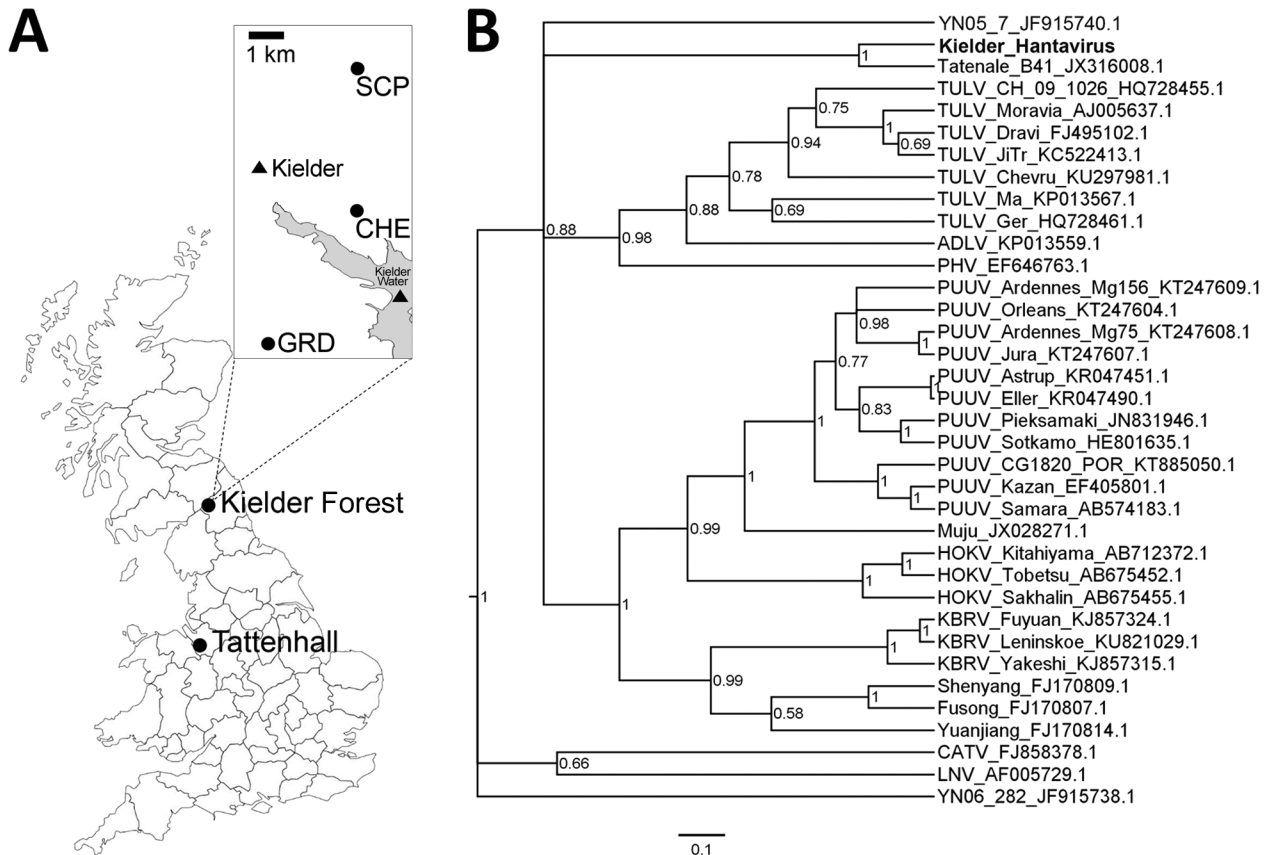 A
1 km
SCP
Kielder
CHE
Kielder
Water
GRD
Kielder Forest
Tattenhall
B
YN05_7_JF915740.1
Kielder_Hantavirus
1
Tatenale_B41_JX316008.1
TULV_CH_09_1026_HQ728455.1
0.75
TULV_Moravia_AJ005637.1
1
TULV_Dravi_FJ495102.1
0.69
0.94
TULV_JiTr_KC522413.1
0.78
TULV_Chevru_KU297981.1
TULV_Ma_KP013567.1
0.88
0.69
TULV_Ger_HQ728461.1
0.88
0.98
ADLV_KP013559.1
PHV_EF646763.1
PUUV_Ardennes_Mg156_KT247609.1
PUUV_Orleans_KT247604.1
0.98
PUUV_Ardennes_Mg75_KT247608.1
1
PUUV_Jura_KT247607.1
0.77
PUUV_Astrup_KR047451.1
1
PUUV_Eller_KR047490.1
0.83
PUUV_Pieksamaki_JN831946.1
1
1
PUUV_Sotkamo_HE801635.1
PUUV_CG1820_POR_KT885050.1
1
1
PUUV_Kazan_EF405801.1
1
PUUV_Samara_AB574183.1
0.99
Muju_JX028271.1
HOKV_Kitahiyama_AB712372.1
1
HOKV_Tobetsu_AB675452.1
1
HOKV_Sakhalin_AB675455.1
1
1
KBRV_Fuyuan_KJ857324.1
1
KBRV_Leninskoe_KU821029.1
1
KBRV_Yakeshi_KJ857315.1
0.99
Shenyang_FJ170809.1
1
Fusong_FJ170807.1
0.58
Yuanjiang_FJ170814.1
CATV_FJ858378.1
0.66
LNV_AF005729.1
YN06_282_JF915738.1
0.1